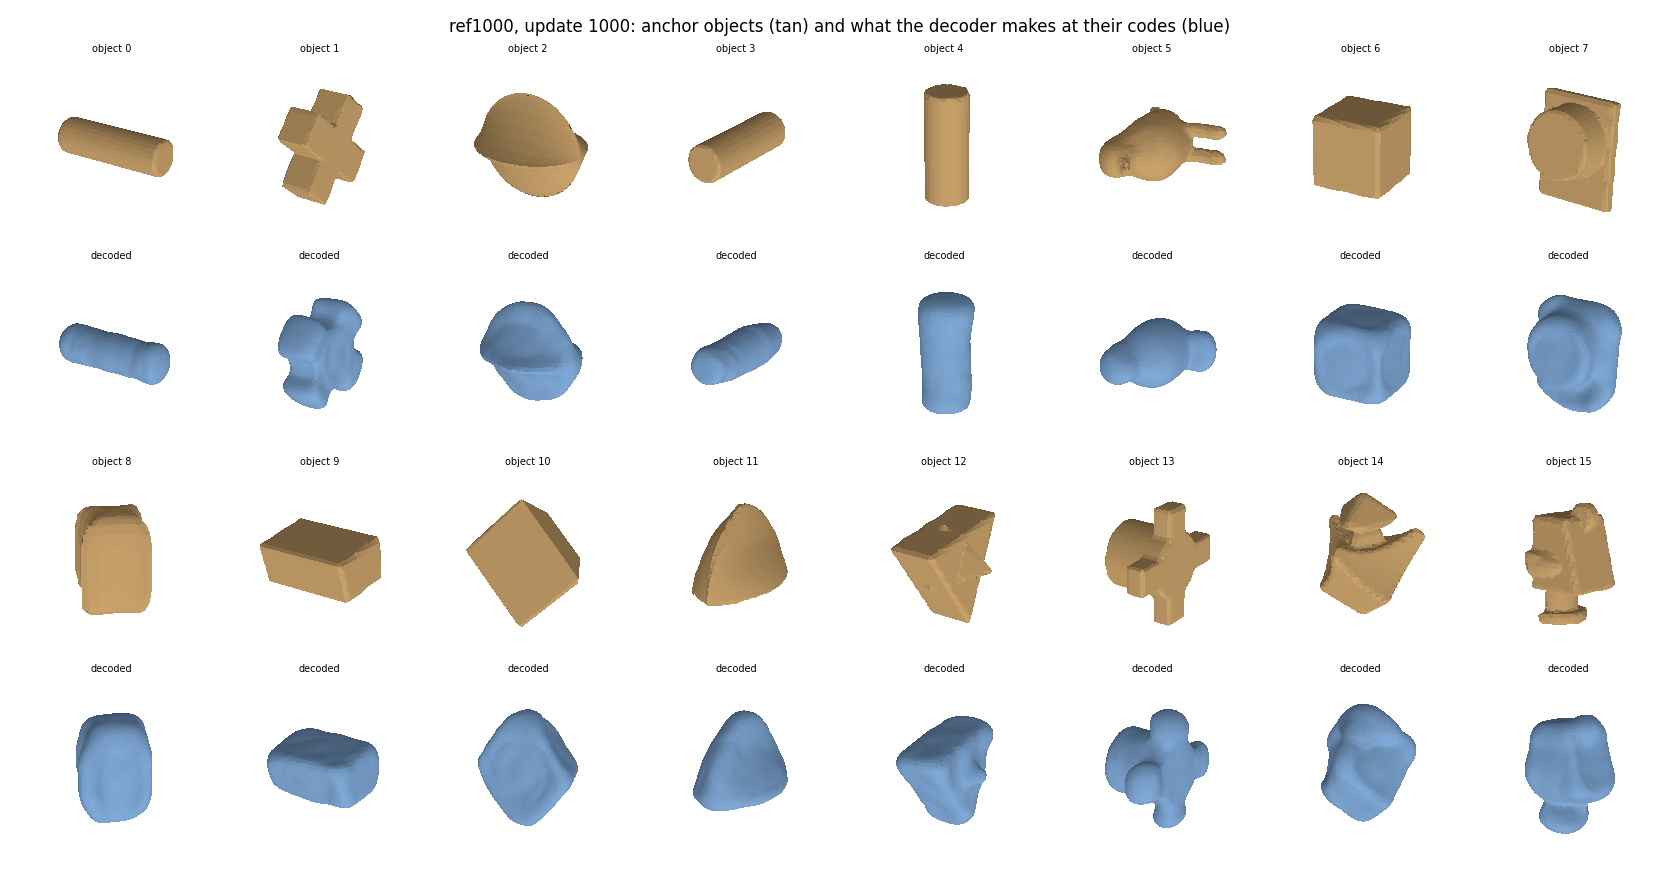 ref1000, update 1000: anchor objects (tan) and what the decoder makes at their codes (blue)
object 0 object 1 object 2 object 3 object 4 object 5 object 6 object 7
decoded decoded decoded decoded decoded decoded decoded decoded
object 8 object 9 object 10 object 11 object 12 object 13 object 14 object 15
decoded decoded decoded decoded decoded decoded decoded decoded